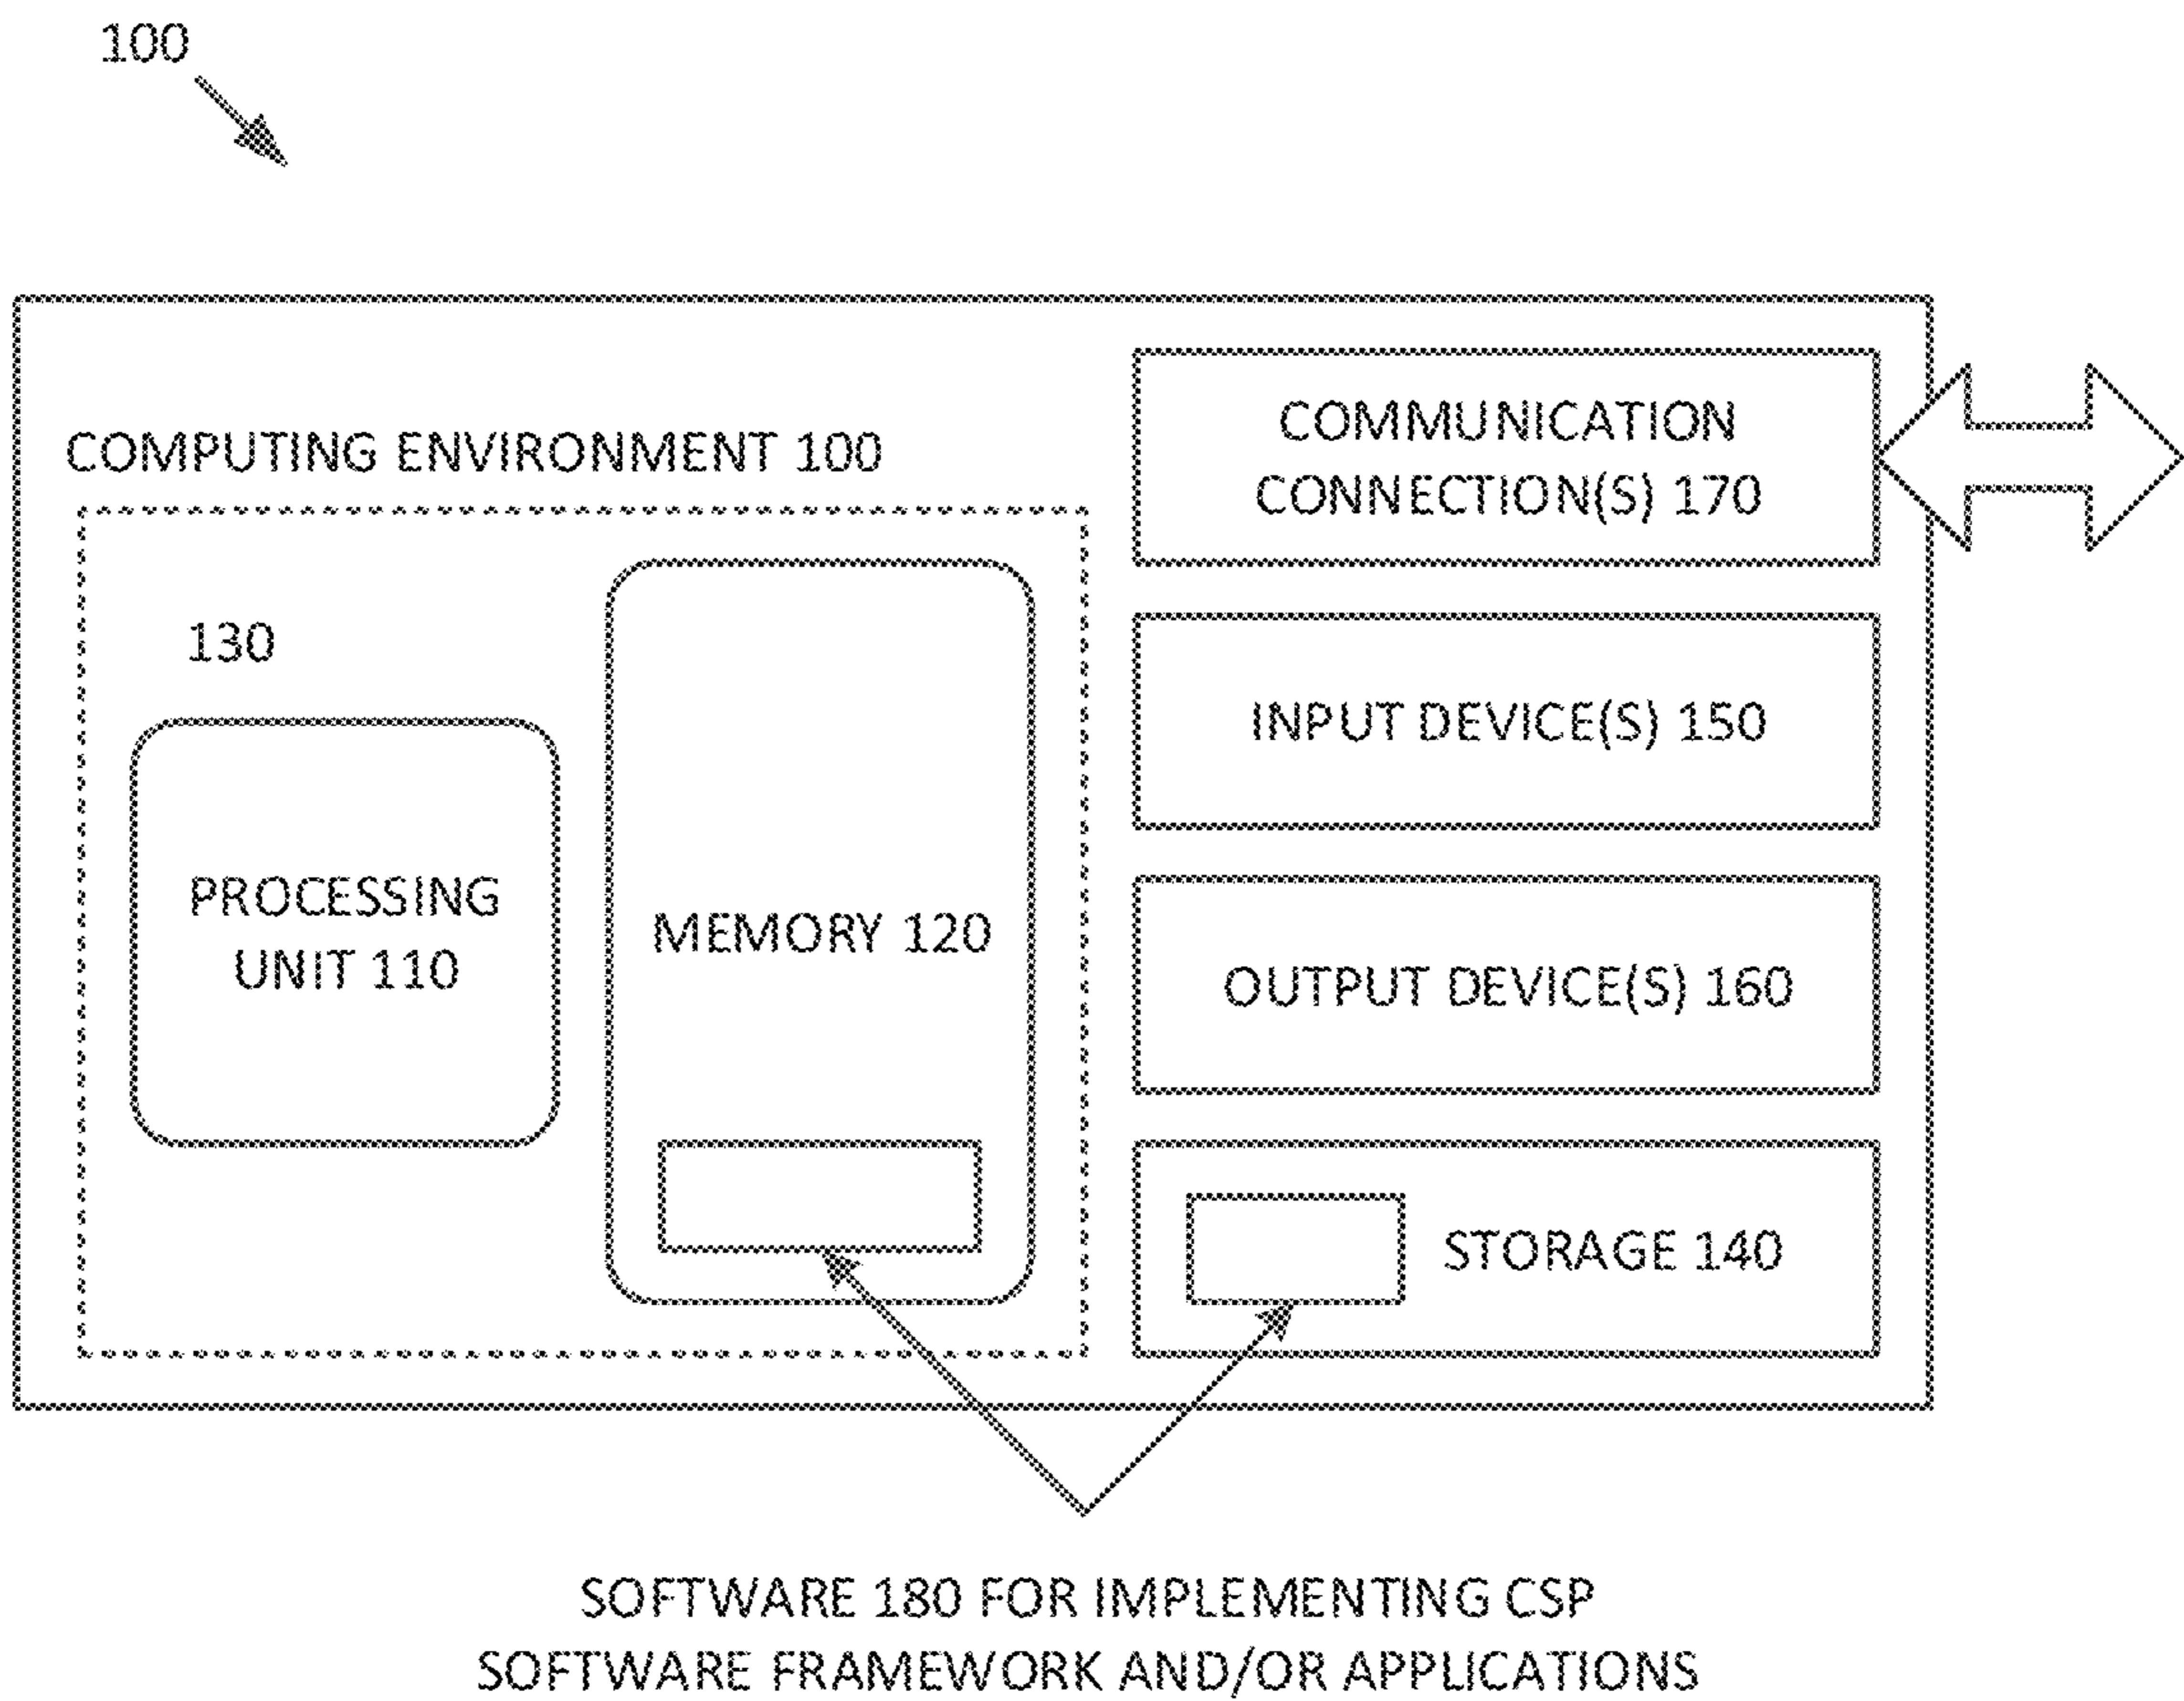 100
COMPUTING ENVIRONMENT 100
130
PROCESSING
UNIT 110
MEMORY 120
COMMUNICATION
CONNECTION(S) 170
INPUT DEVICE(S) 150
OUTPUT DEVICE(S) 160
STORAGE 140
SOFTWARE 180 FOR IMPLEMENTING CSP
SOFTWARE FRAMEWORK AND/OR APPLICATIONS